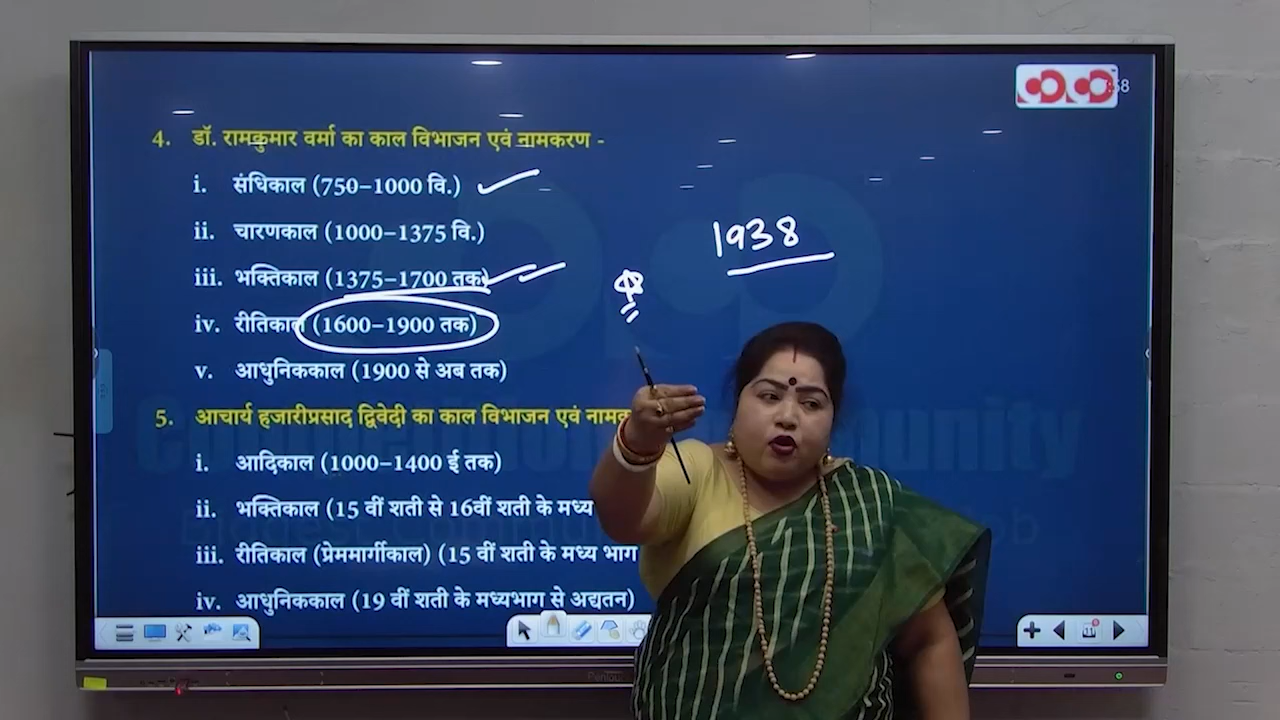 4. डॉ. रामकुमार वर्मा का काल विभाजन एवं नामकरण -
i. संधिकाल (750–1000 वि.)
ii. चारणकाल (1000–1375 वि.)
1938
iii. भक्तिकाल (1375–1700 तक)
iv. रीतिकाल (1600–1900 तक)
v. आधुनिककाल (1900 से अब तक)
5. आचार्य हजारीप्रसाद द्विवेदी का काल विभाजन एवं
i. आदिकाल (1000–1400 ई तक)
ii. भक्तिकाल (15 वीं शती से 16वीं शती के मध्य
iii. रीतिकाल (प्रेममार्गीकाल) (15 वीं शती के मध्य भाग
iv. आधुनिककाल (19 वीं शती के मध्यभाग से अद्यतन)